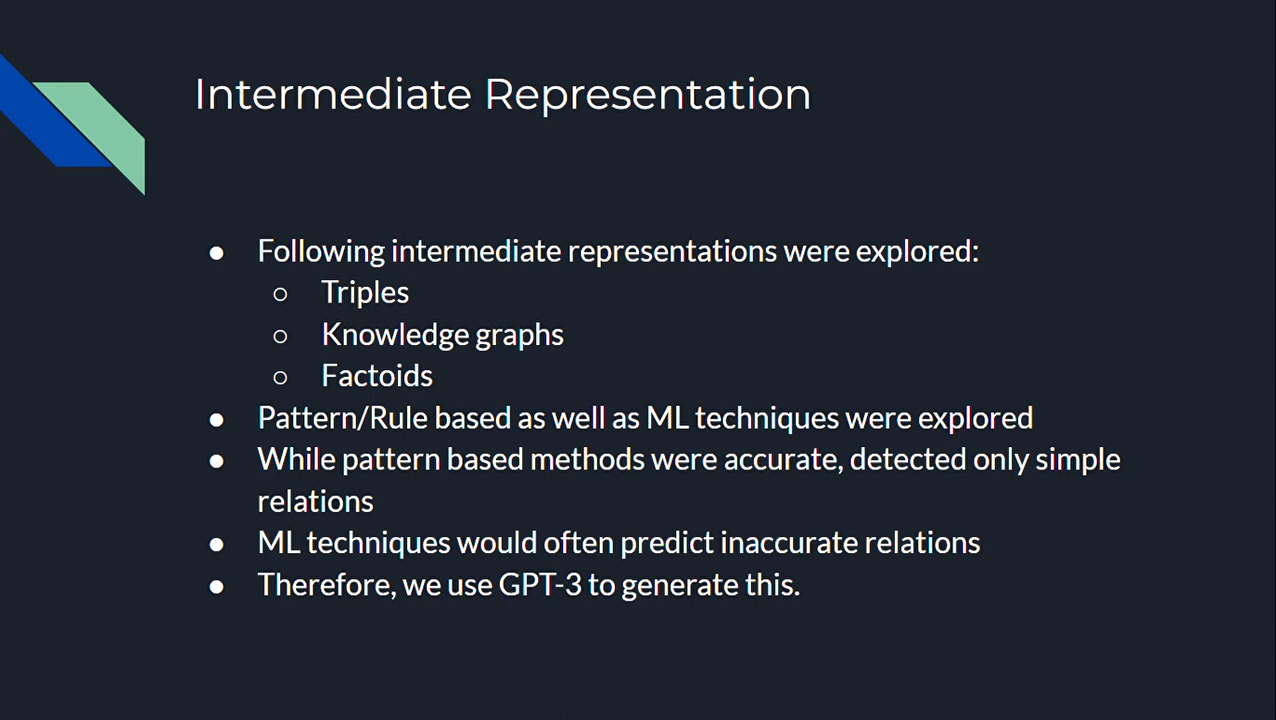 Intermediate Representation
● Following intermediate representations were explored:
○ Triples
○ Knowledge graphs
○ Factoids
● Pattern/Rule based as well as ML techniques were explored
● While pattern based methods were accurate, detected only simple
relations
● ML techniques would often predict inaccurate relations
● Therefore, we use GPT-3 to generate this.